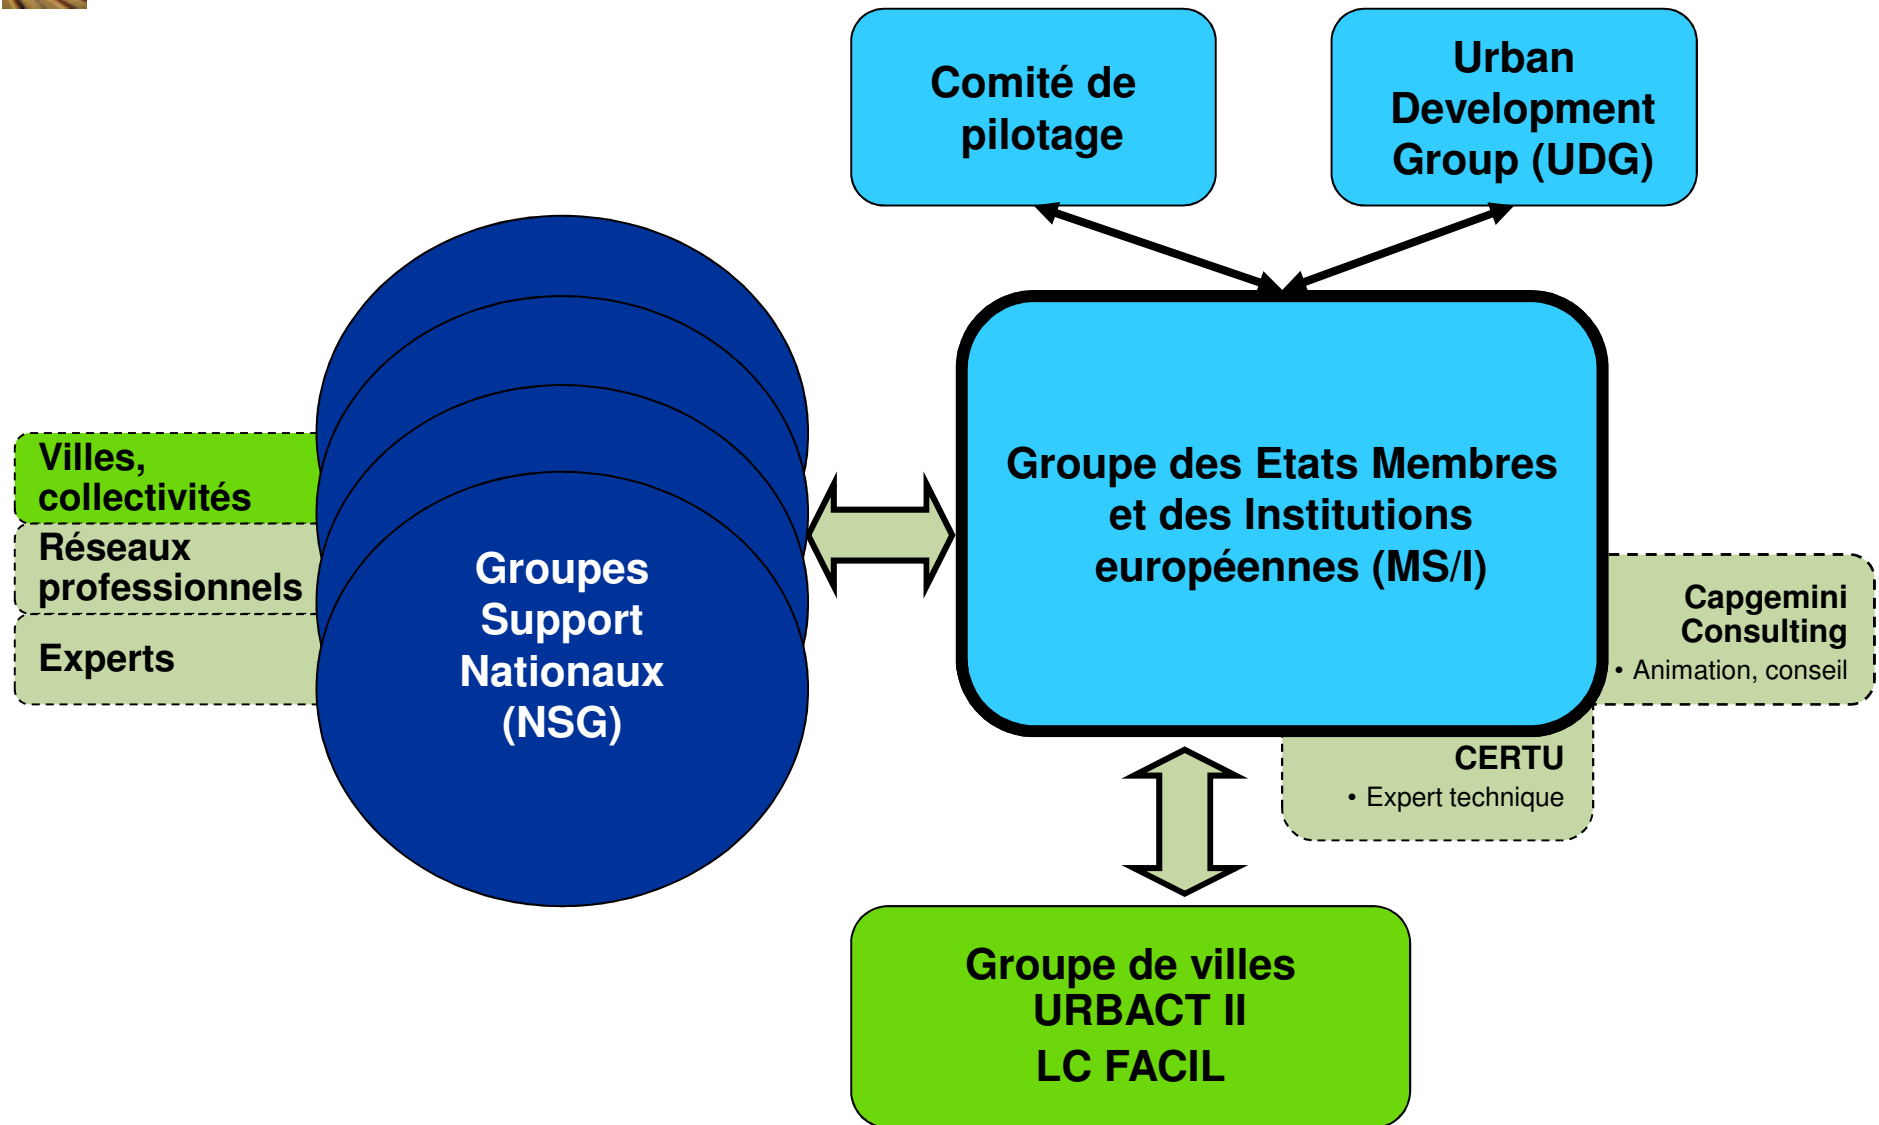 Comité de
pilotage
Urban
Development
Group (UDG)
Villes,
collectivités
Réseaux
professionnels
Experts
Groupes
Support
Nationaux
(NSG)
Groupe des Etats Membres
et des Institutions
européennes (MS/I)
Capgemini
Consulting
• Animation, conseil
CERTU
• Expert technique
Groupe de villes
URBACT II
LC FACIL